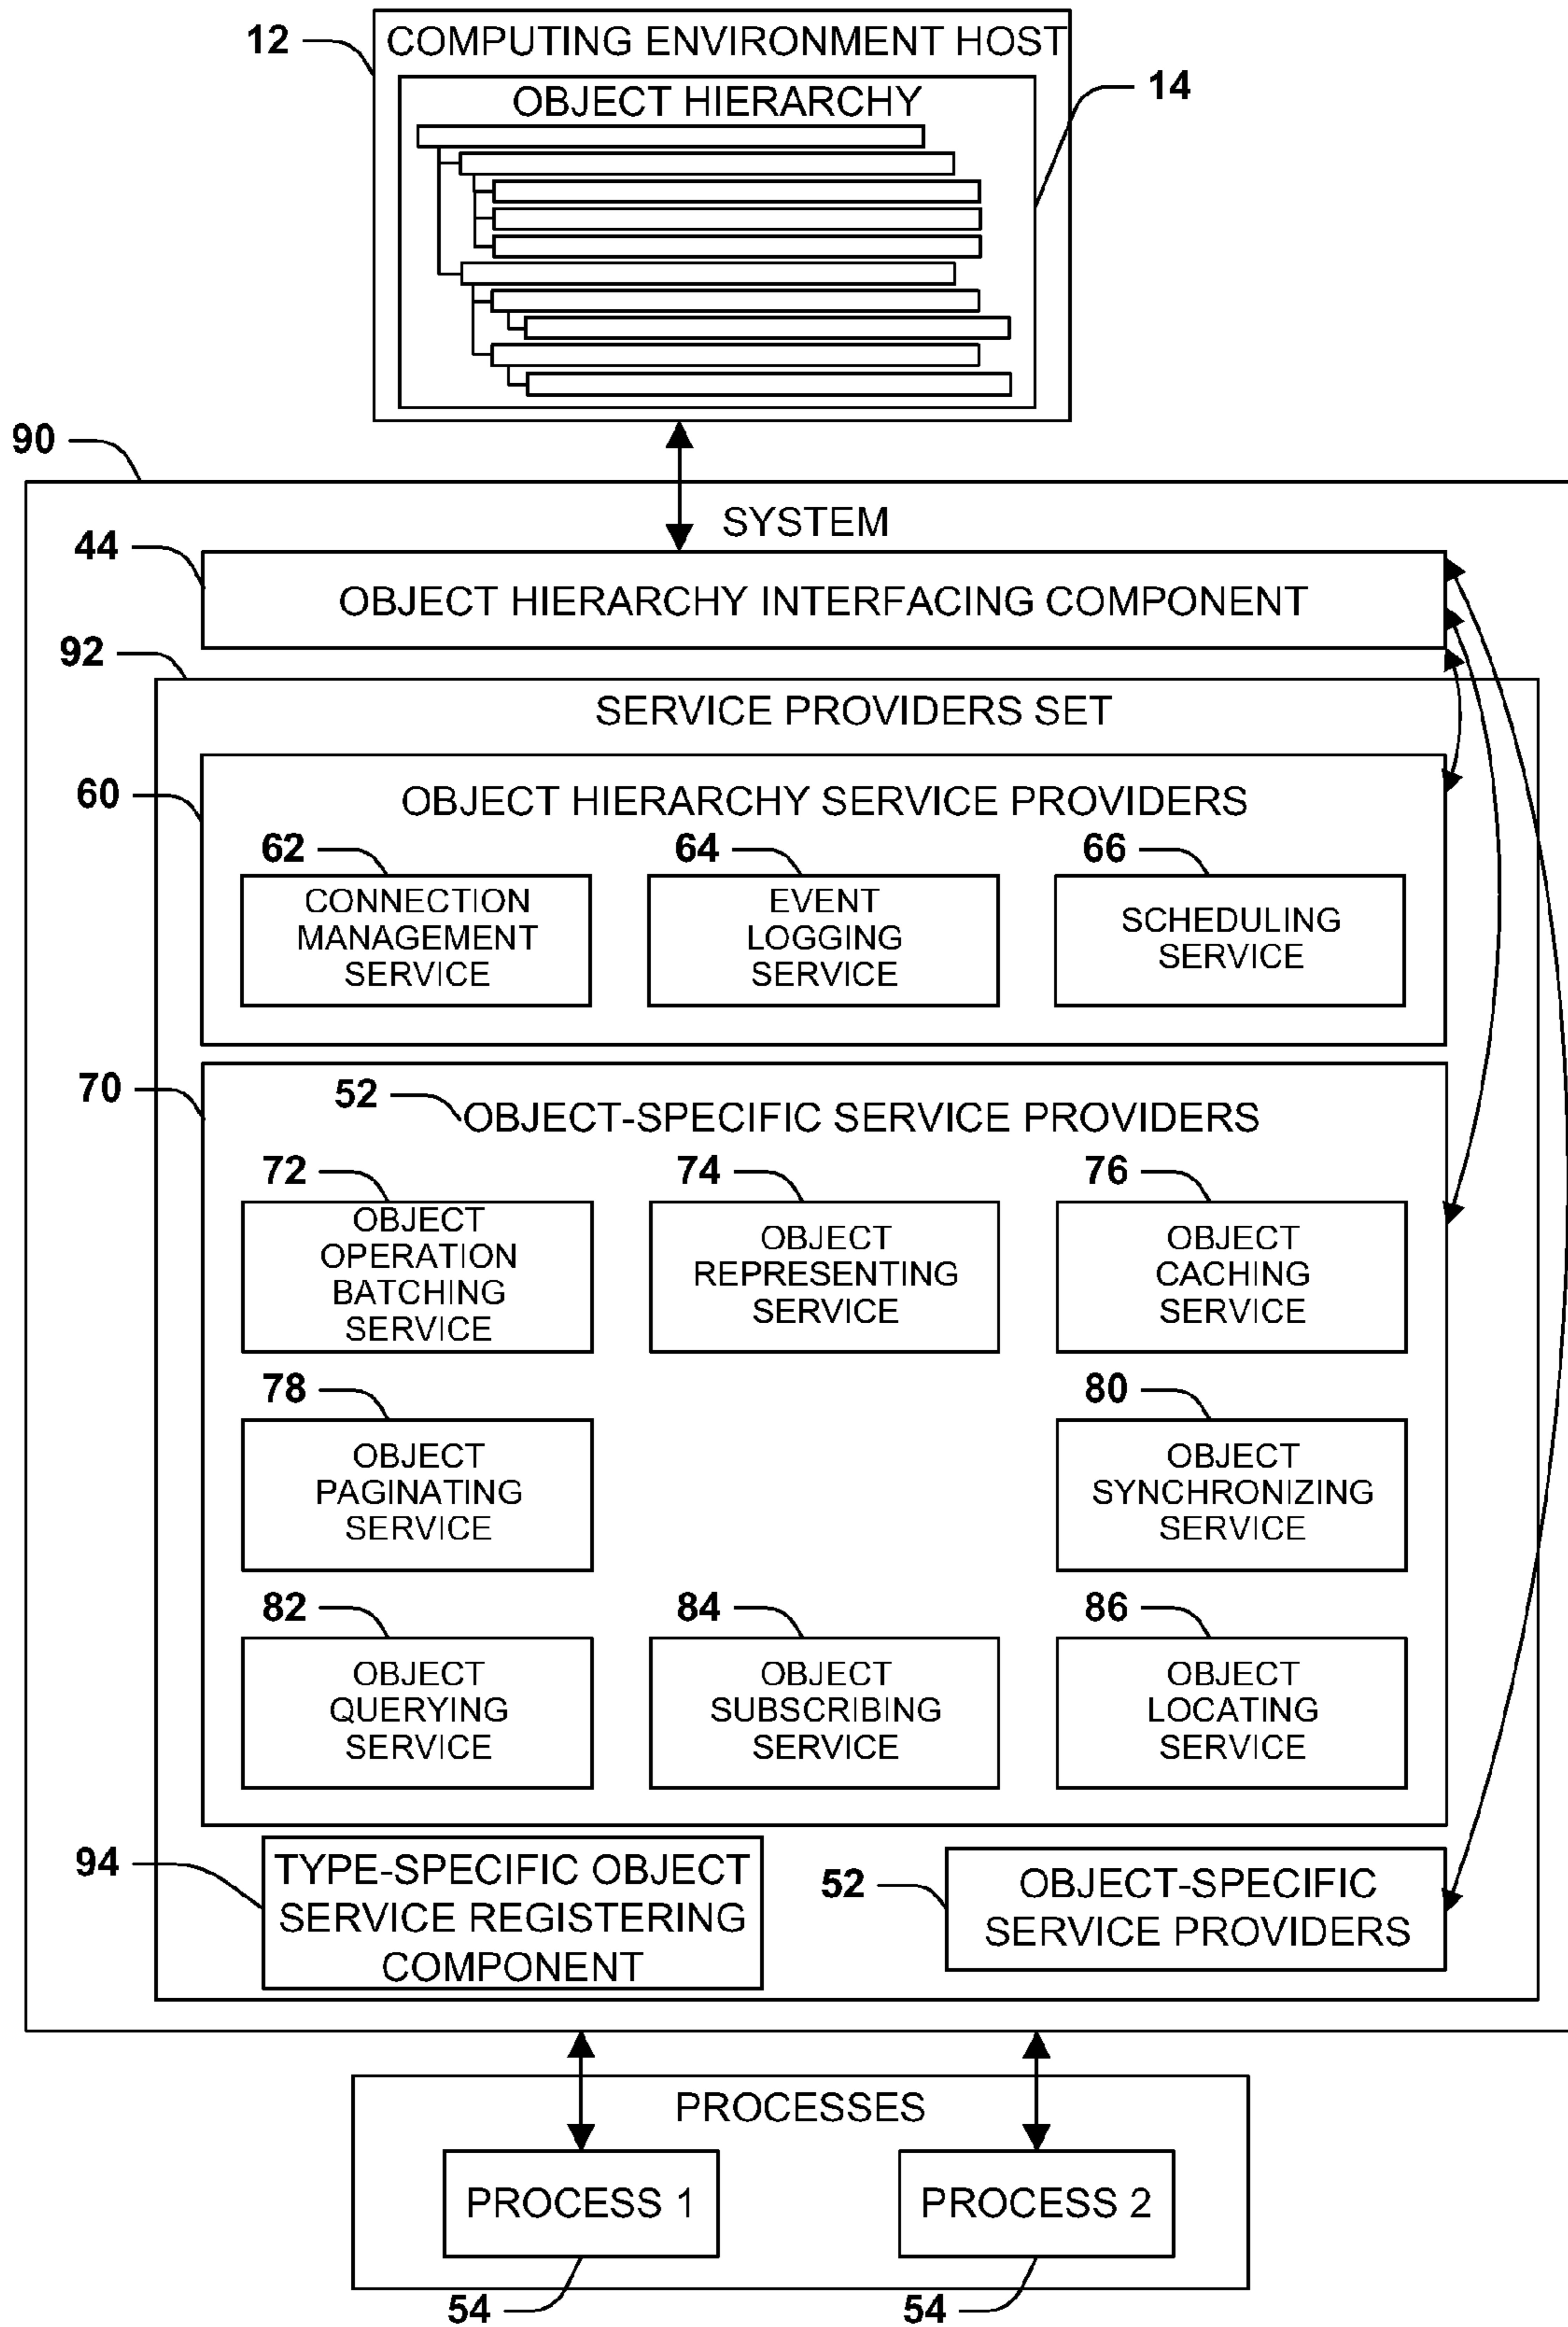 12
COMPUTING ENVIRONMENT HOST
OBJECT HIERARCHY
14
90
SYSTEM
44
OBJECT HIERARCHY INTERFACING COMPONENT
92
SERVICE PROVIDERS SET
60
OBJECT HIERARCHY SERVICE PROVIDERS
62
CONNECTION
MANAGEMENT
SERVICE
64
EVENT
LOGGING
SERVICE
66
SCHEDULING
SERVICE
70
52
OBJECT-SPECIFIC SERVICE PROVIDERS
72
OBJECT
OPERATION
BATCHING
SERVICE
74
OBJECT
REPRESENTING
SERVICE
76
OBJECT
CACHING
SERVICE
78
OBJECT
PAGINATING
SERVICE
80
OBJECT
SYNCHRONIZING
SERVICE
82
OBJECT
QUERYING
SERVICE
84
OBJECT
SUBSCRIBING
SERVICE
86
OBJECT
LOCATING
SERVICE
94
TYPE-SPECIFIC OBJECT
SERVICE REGISTERING
COMPONENT
52
OBJECT-SPECIFIC
SERVICE PROVIDERS
PROCESSES
PROCESS 1
PROCESS 2
54
54